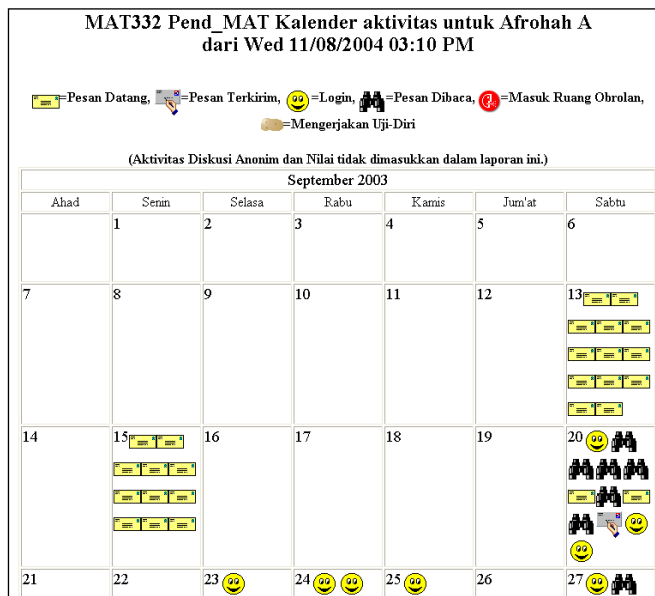 MAT332 Pend_MAT Kalender aktivitas untuk Afrohah A
dari Wed 11/08/2004 03:10 PM
=Pesan Datang, =Pesan Terkirim, =Login, =Pesan Dibaca, =Masuk Ruang Obrolan,
=Mengerjakan Uji-Diri
(Aktivitas Diskusi Anonim dan Nilai tidak dimasukkan dalam laporan ini.)
September 2003
Ahad Senin Selasa Rabu Kamis Jum'at Sabtu
1 2 3 4 5 6
7 8 9 10 11 12 13
14 15 16 17 18 19 20
21 22 23 24 25 26 27